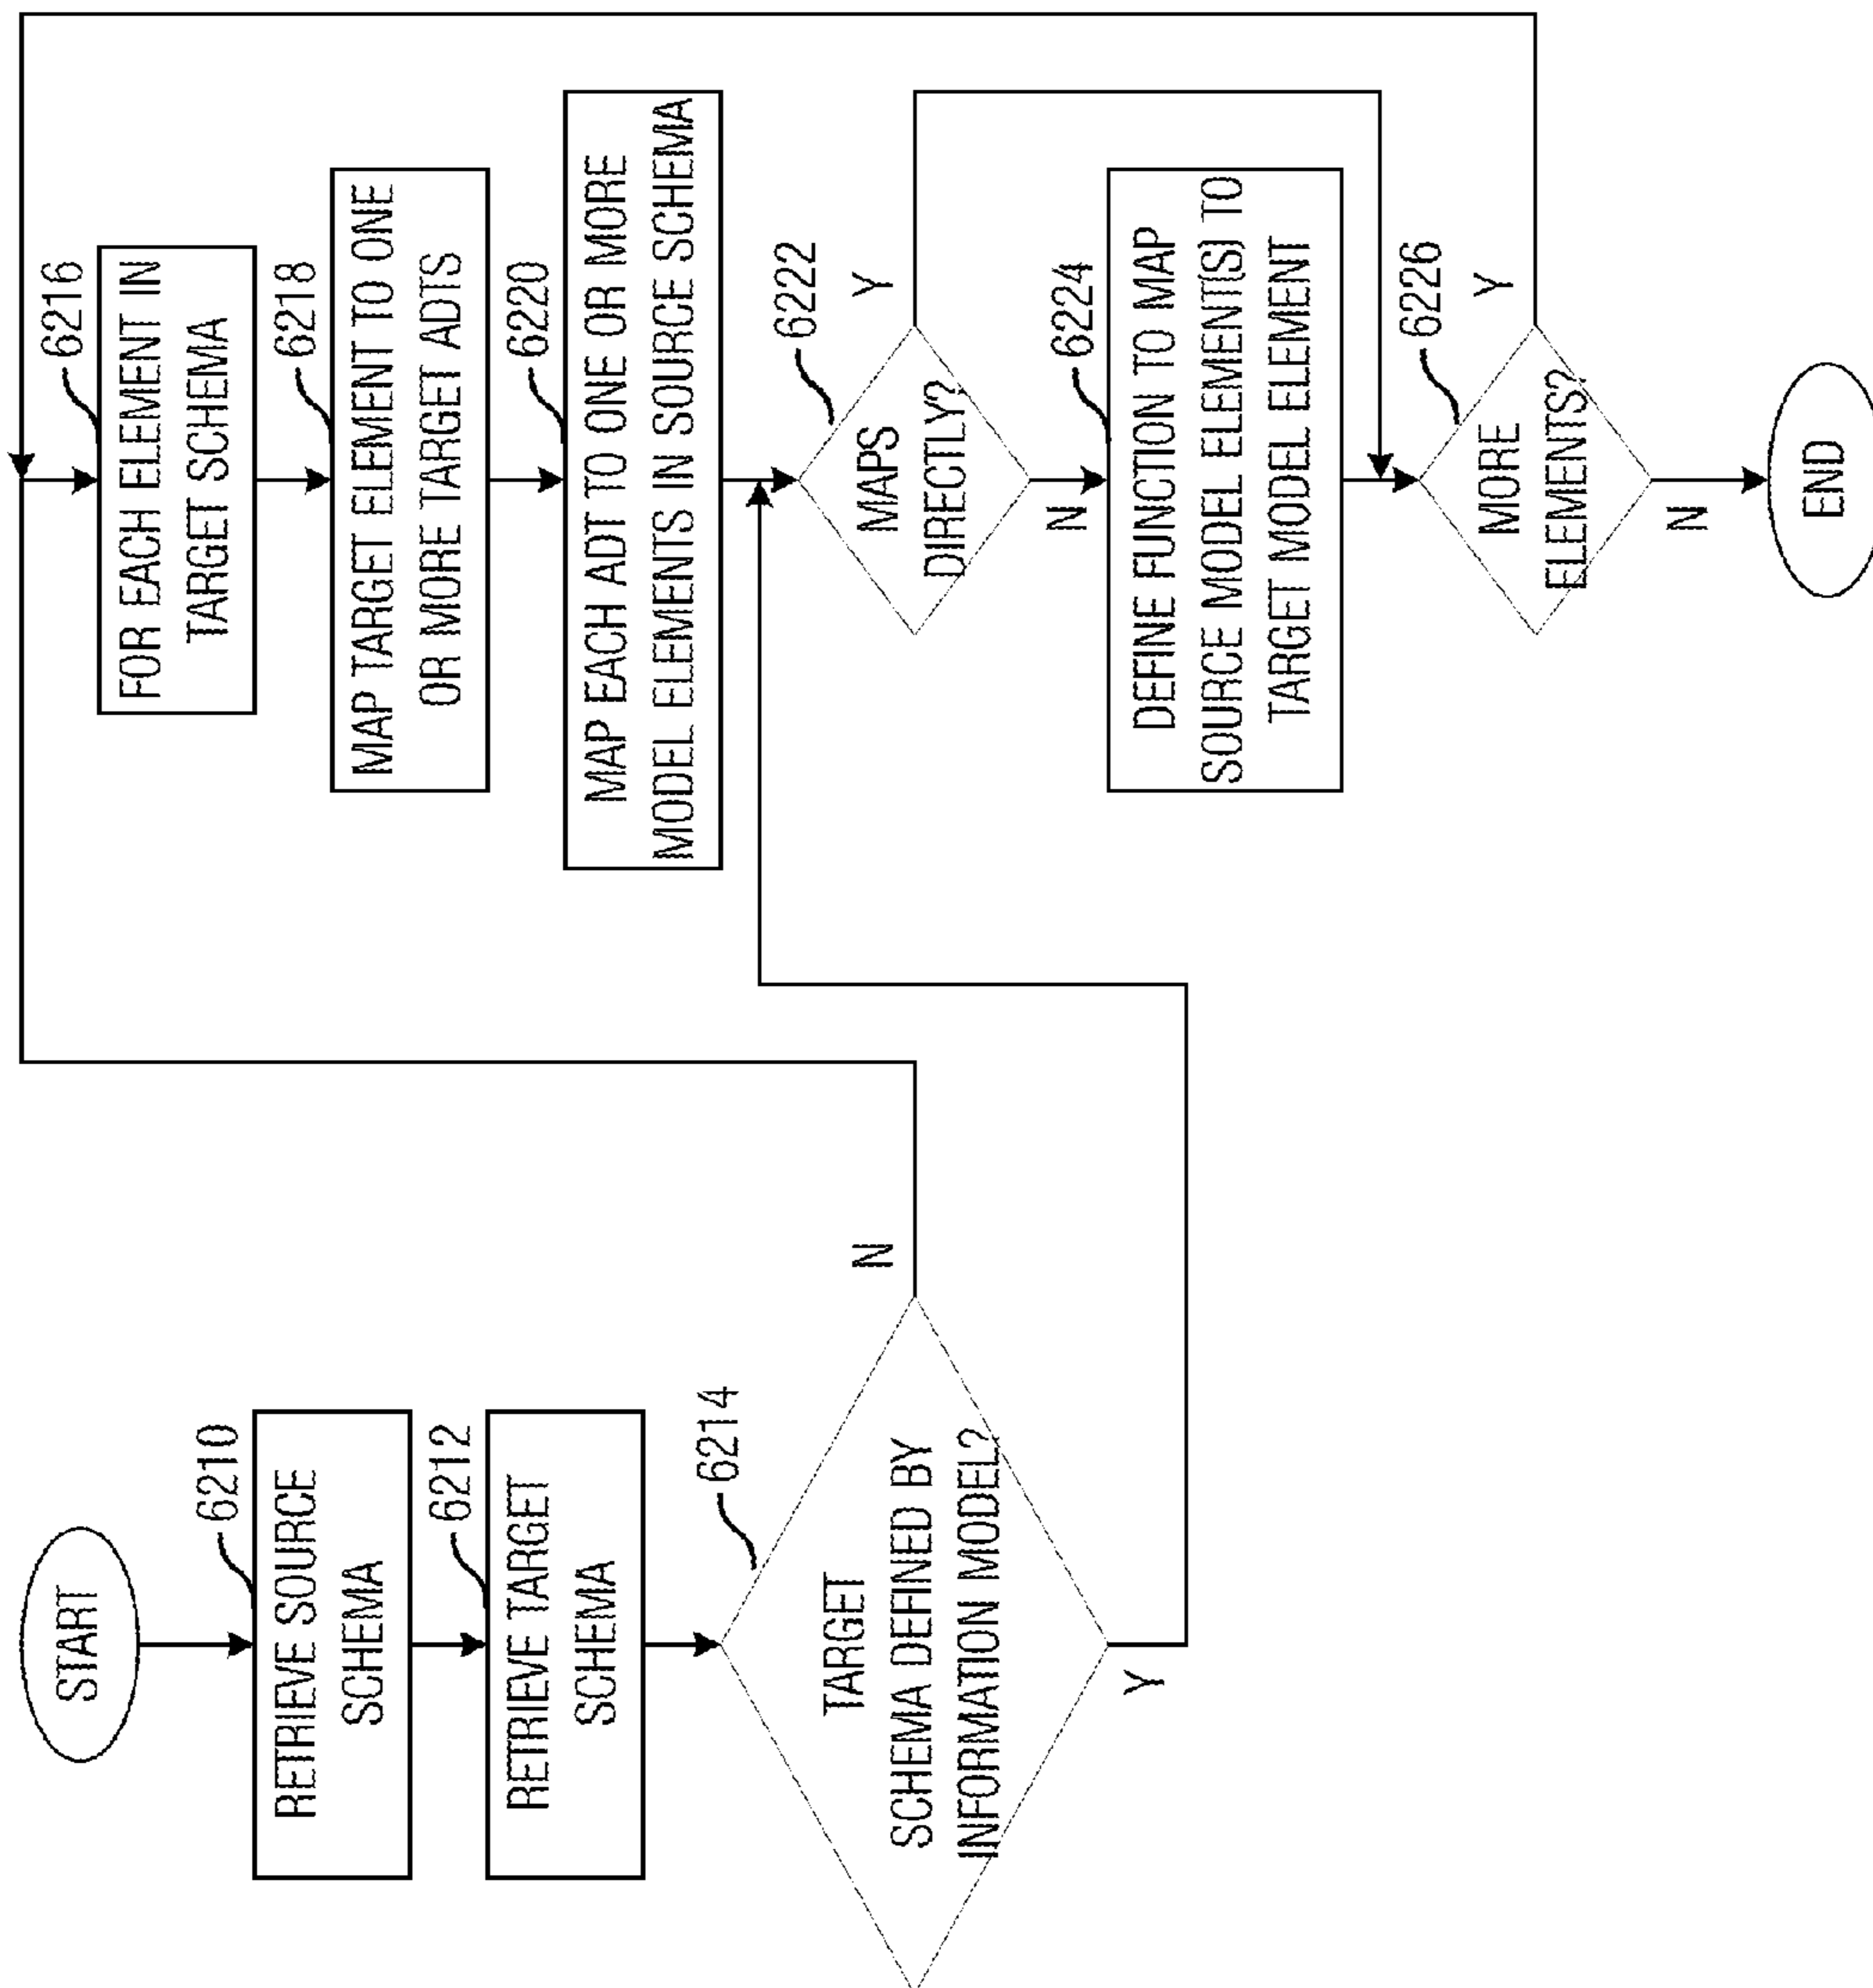 START
6210
RETRIEVE SOURCE
SCHEMA
6212
RETRIEVE TARGET
SCHEMA
6214
TARGET
SCHEMA DEFINED BY
INFORMATION MODEL?
N
Y
6216
FOR EACH ELEMENT IN
TARGET SCHEMA
6218
MAP TARGET ELEMENT TO ONE
OR MORE TARGET ADTS
6220
MAP EACH ADT TO ONE OR MORE
MODEL ELEMENTS IN SOURCE SCHEMA
6222
MAPS
DIRECTLY?
Y
N
6224
DEFINE FUNCTION TO MAP
SOURCE MODEL ELEMENT(S) TO
TARGET MODEL ELEMENT
6226
MORE
ELEMENTS?
Y
N
END